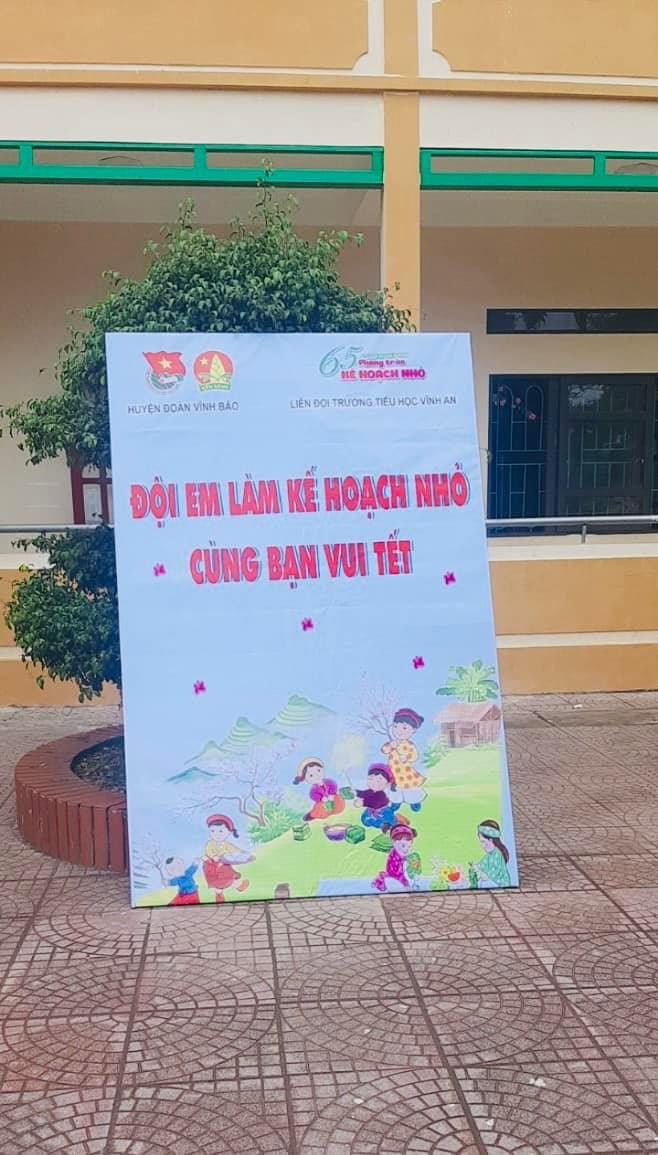 HUYỆN ĐOÀN VĨNH BẢO
65
Phong trào
KẾ HOẠCH NHỎ
LIÊN ĐỘI TRƯỜNG TIỂU HỌC VĨNH AN
ĐỘI EM LÀM KẾ HOẠCH NHỎ
CÙNG BẠN VUI TẾT